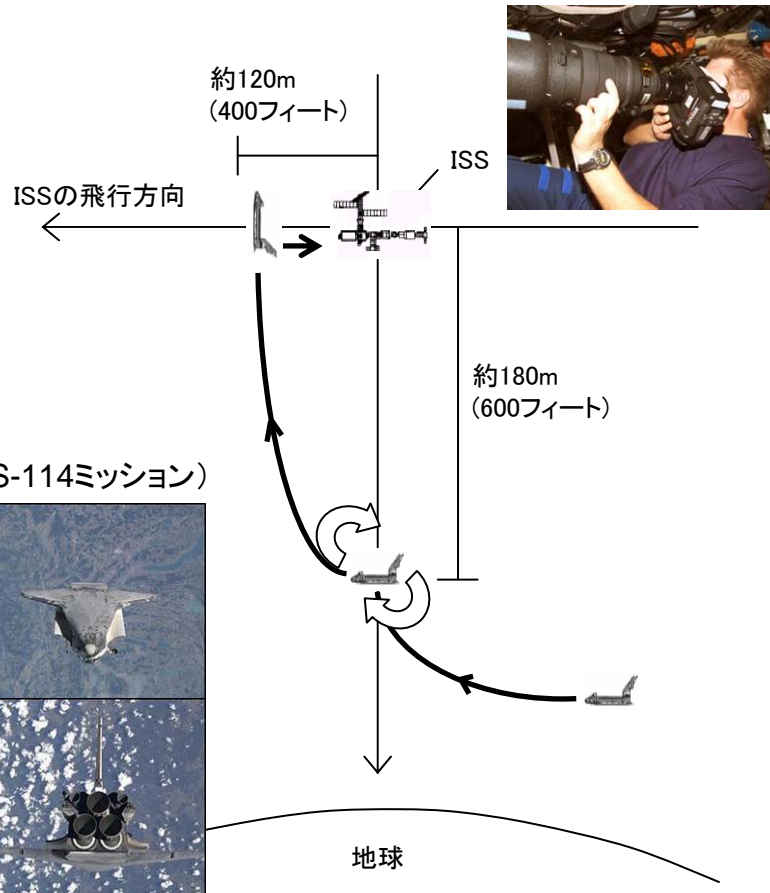 約120m
（400フィート）
ISS
ISSの飛行方向
約180m
（600フィート）
S-114ミッション）
地球